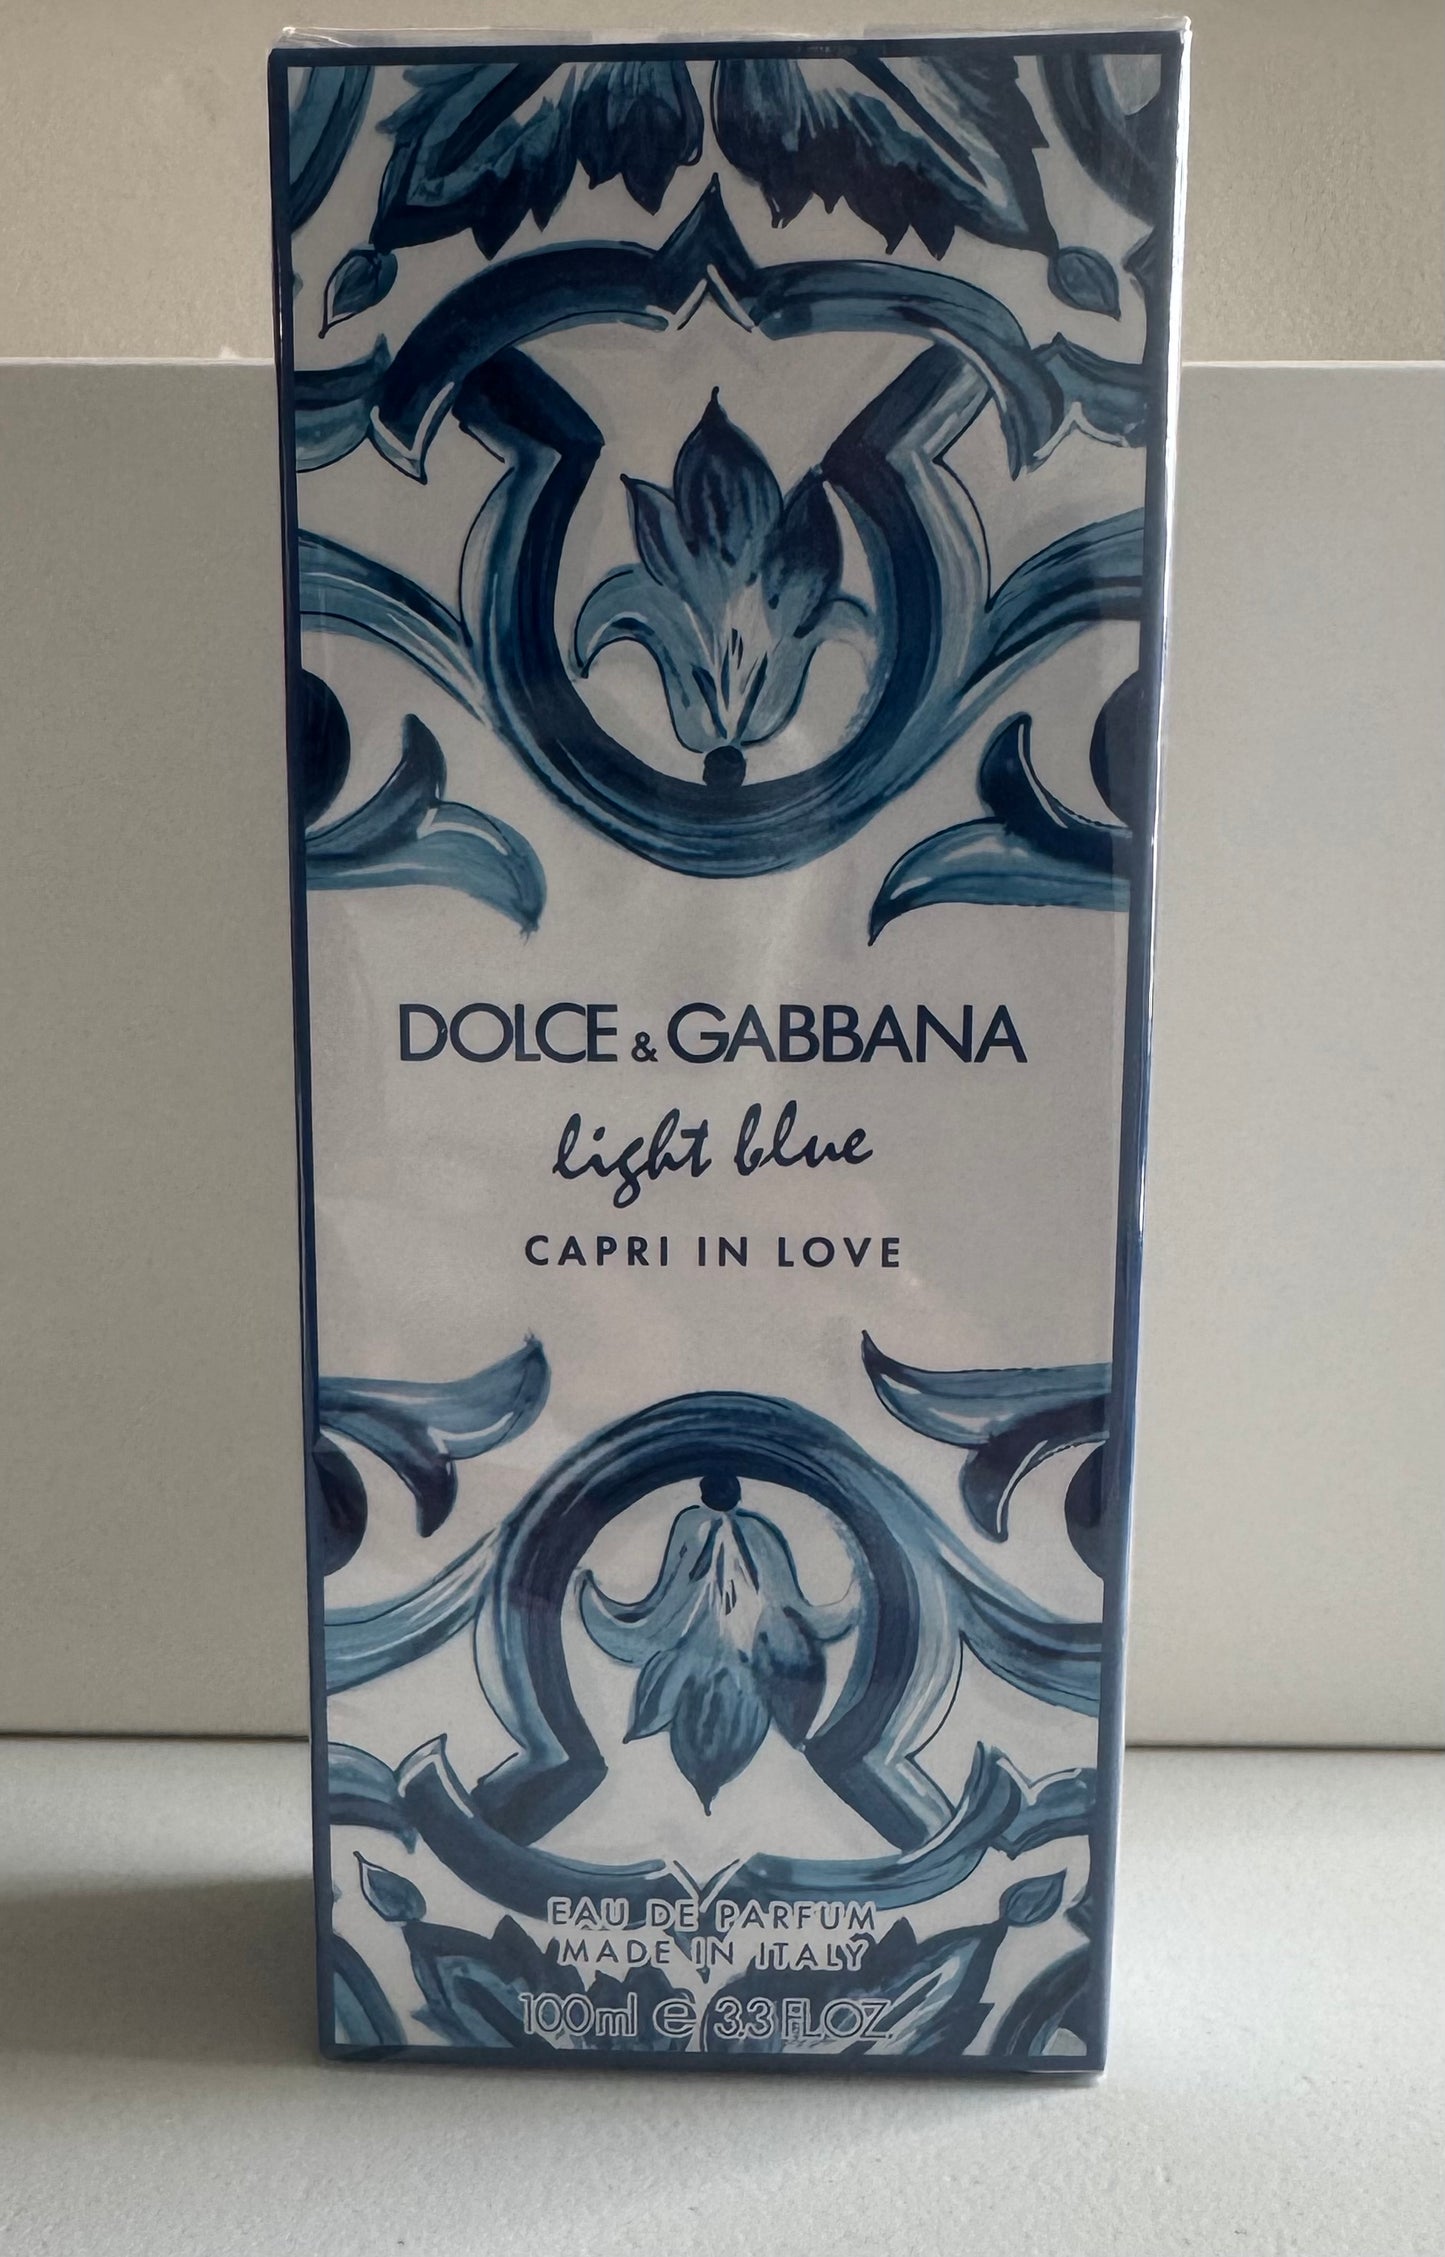 DOLCE & GABBANA
light blue
CAPRI IN LOVE
EAU DE PARFUM
MADE IN ITALY
100ml ℮ 3.3 FL.OZ.